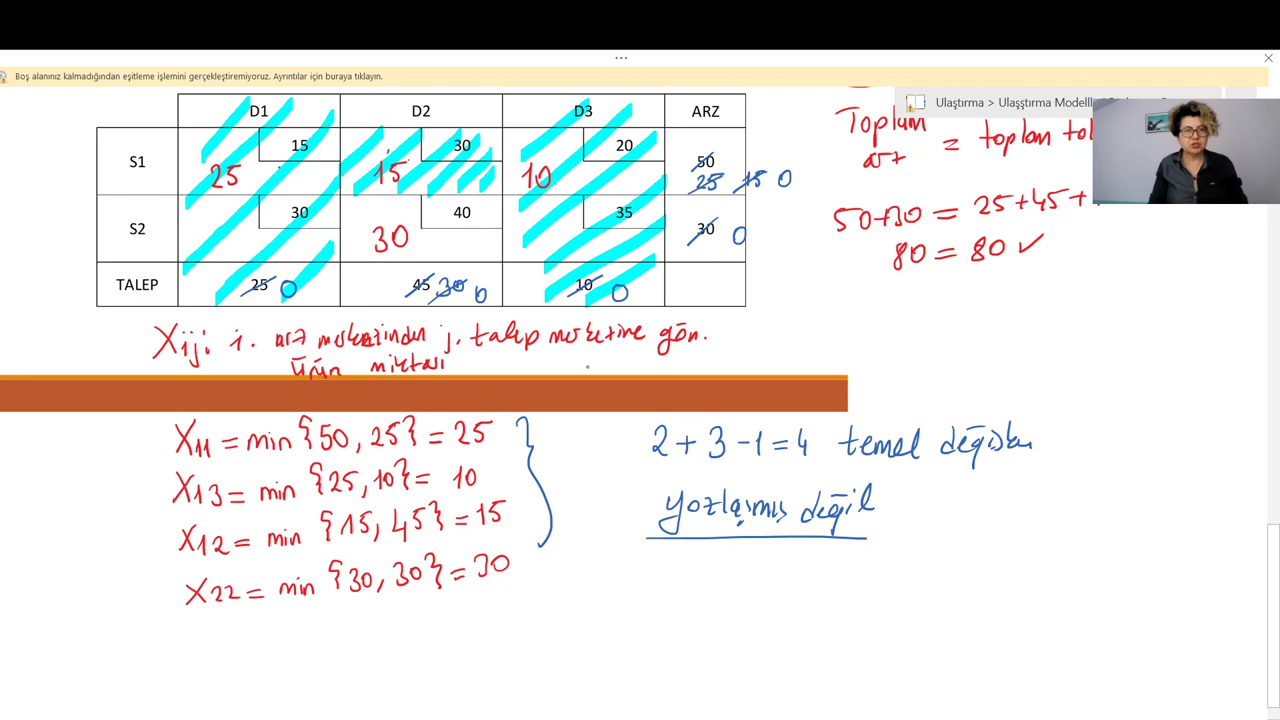 Boş alanınız kalmadığından eşitleme işlemini gerçekleştiremiyoruz. Ayrıntılar için buraya tıklayın.
Ulaştırma > Ulaşştırma Modelll
D1 D2 D3 ARZ
S1 15 25 30 15 20 10 50 25 15 0
S2 30 40 30 35 30 0
TALEP 25 0 45 30 0 10 0
Toplam arz = toplam tal
50+30 = 25+45+
80 = 80 ✓
Xij: i. arz merkezinden j. talep merkezine gön.
ürün miktarı
X11 = min {50, 25} = 25
X13 = min {25, 10} = 10
X12 = min {15, 45} = 15
X22 = min {30, 30} = 30
2 + 3 - 1 = 4 temel değişken
yozlaşmış değil